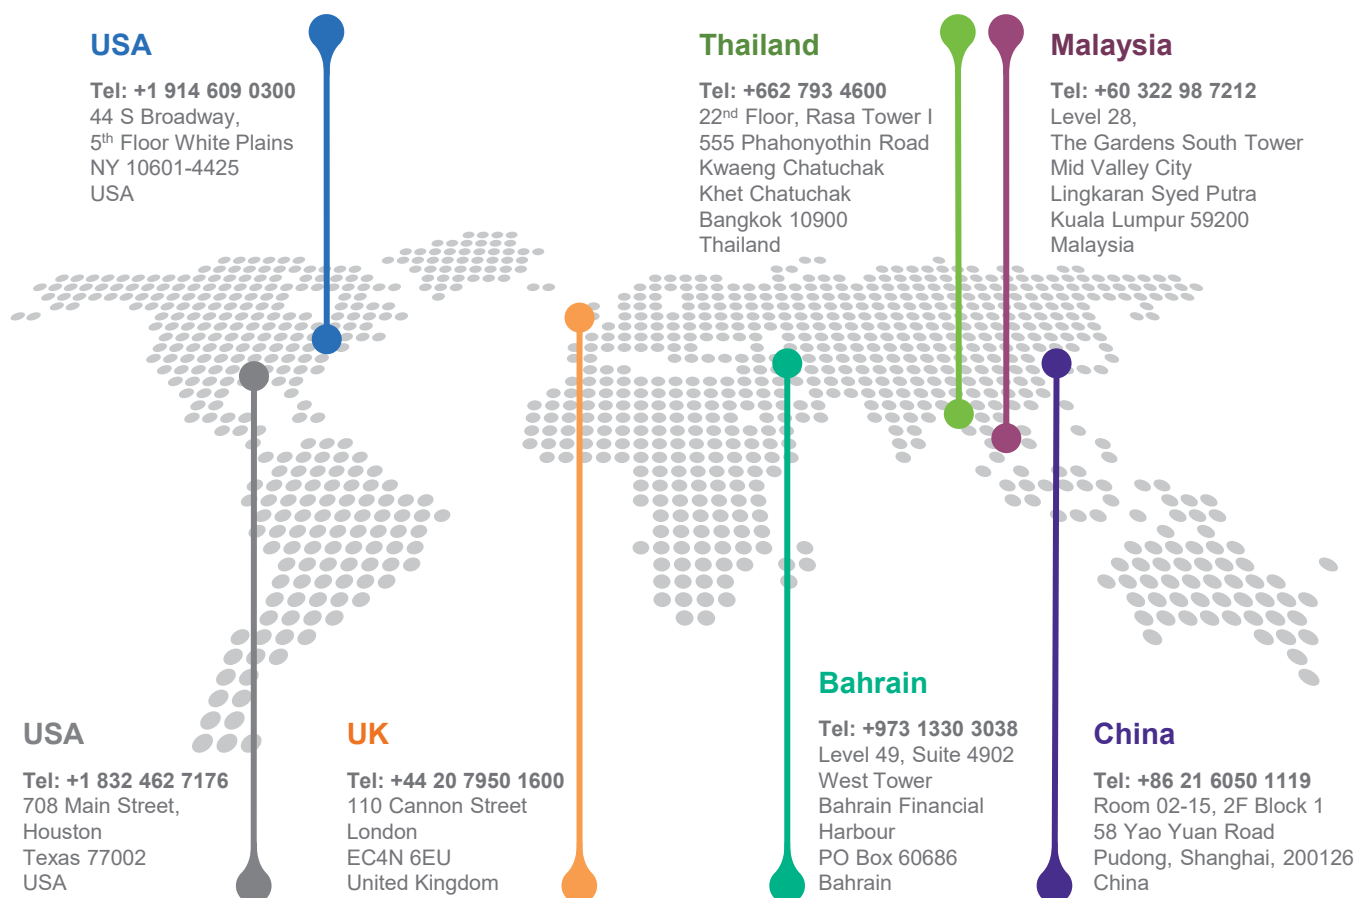 USA
Tel: +1 914 609 0300
44 S Broadway,
5th Floor White Plains
NY 10601-4425
USA
Thailand
Tel: +662 793 4600
22nd Floor, Rasa Tower I
555 Phahonyothin Road
Kwaeng Chatuchak
Khet Chatuchak
Bangkok 10900
Thailand
Malaysia
Tel: +60 322 98 7212
Level 28,
The Gardens South Tower
Mid Valley City
Lingkaran Syed Putra
Kuala Lumpur 59200
Malaysia
USA
Tel: +1 832 462 7176
708 Main Street,
Houston
Texas 77002
USA
UK
Tel: +44 20 7950 1600
110 Cannon Street
London
EC4N 6EU
United Kingdom
Bahrain
Tel: +973 1330 3038
Level 49, Suite 4902
West Tower
Bahrain Financial
Harbour
PO Box 60686
Bahrain
China
Tel: +86 21 6050 1119
Room 02-15, 2F Block 1
58 Yao Yuan Road
Pudong, Shanghai, 200126
China